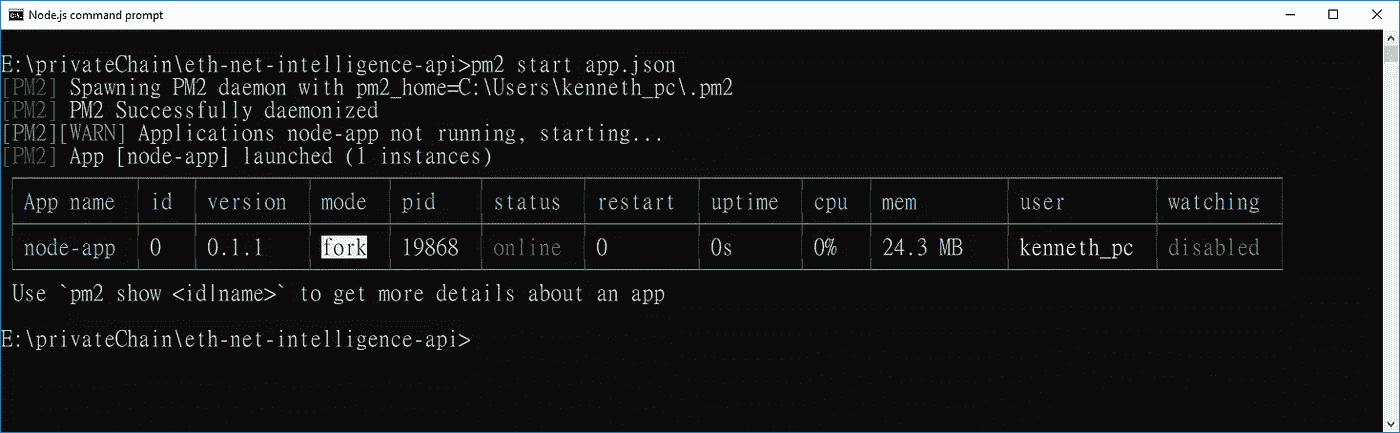 Node.js command prompt
E:\privateChain\eth-net-intelligence-api>pm2 start app.json
[PM2] Spawning PM2 daemon with pm2_home=C:\Users\kenneth_pc\.pm2
[PM2] PM2 Successfully daemonized
[PM2][WARN] Applications node-app not running, starting...
[PM2] App [node-app] launched (1 instances)
App name id version mode pid status restart uptime cpu mem user watching
node-app 0 0.1.1 fork 19868 online 0 0s 0% 24.3 MB kenneth_pc disabled
Use `pm2 show <id|name>` to get more details about an app
E:\privateChain\eth-net-intelligence-api>